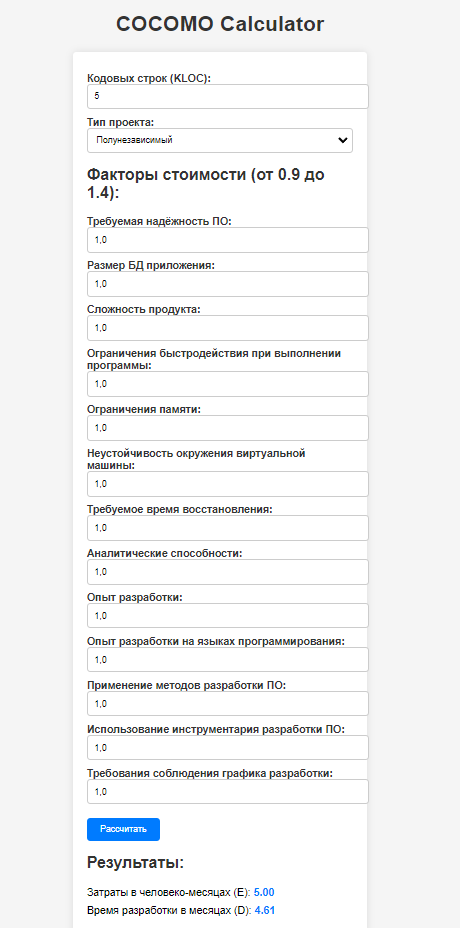 COCOMO Calculator
Кодовых строк (KLOC):
5
Тип проекта:
Полунезависимый
Факторы стоимости (от 0.9 до
1.4):
Требуемая надёжность ПО:
1,0
Размер БД приложения:
1,0
Сложность продукта:
1,0
Ограничения быстродействия при выполнении
программы:
1,0
Ограничения памяти:
1,0
Неустойчивость окружения виртуальной
машины:
1,0
Требуемое время восстановления:
1,0
Аналитические способности:
1,0
Опыт разработки:
1,0
Опыт разработки на языках программирования:
1,0
Применение методов разработки ПО:
1,0
Использование инструментария разработки ПО:
1,0
Требования соблюдения графика разработки:
1,0
Рассчитать
Результаты:
Затраты в человеко-месяцах (E): 5.00
Время разработки в месяцах (D): 4.61